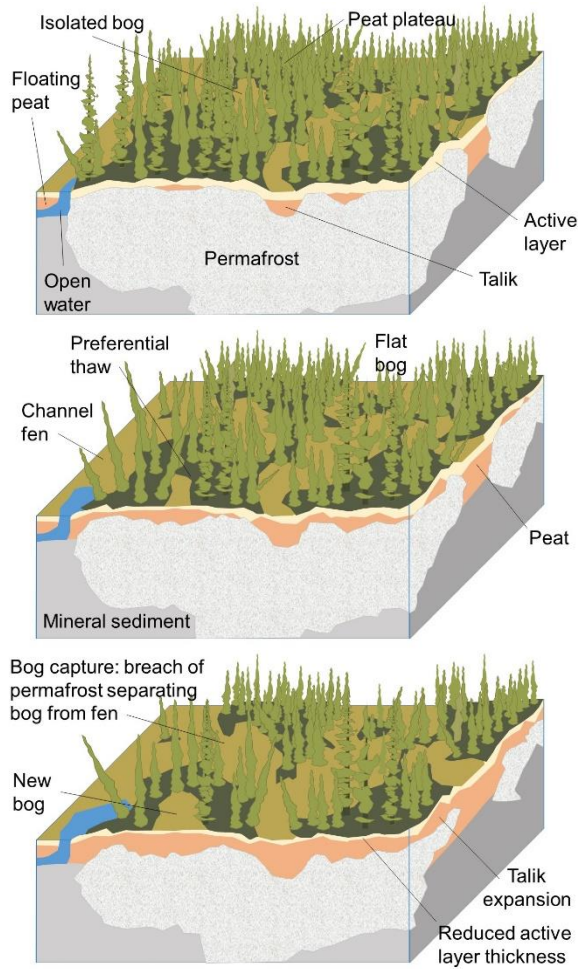 Isolated bog
Peat plateau
Floating
peat
Active
layer
Permafrost
Open
water
Talik
Preferential
thaw
Flat
bog
Channel
fen
Peat
Mineral sediment
Bog capture: breach of
permafrost separating
bog from fen
New
bog
Talik
expansion
Reduced active
layer thickness